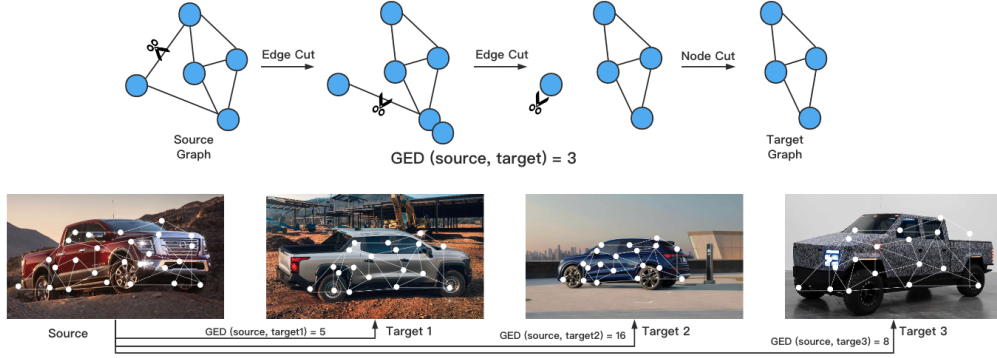 Edge Cut
Edge Cut
Node Cut
Source
Graph
Target
Graph
GED (source, target) = 3
Source
GED (source, target1) = 5
Target 1
GED (source, target2) = 16
Target 2
GED (source, targe3) = 8
Target 3